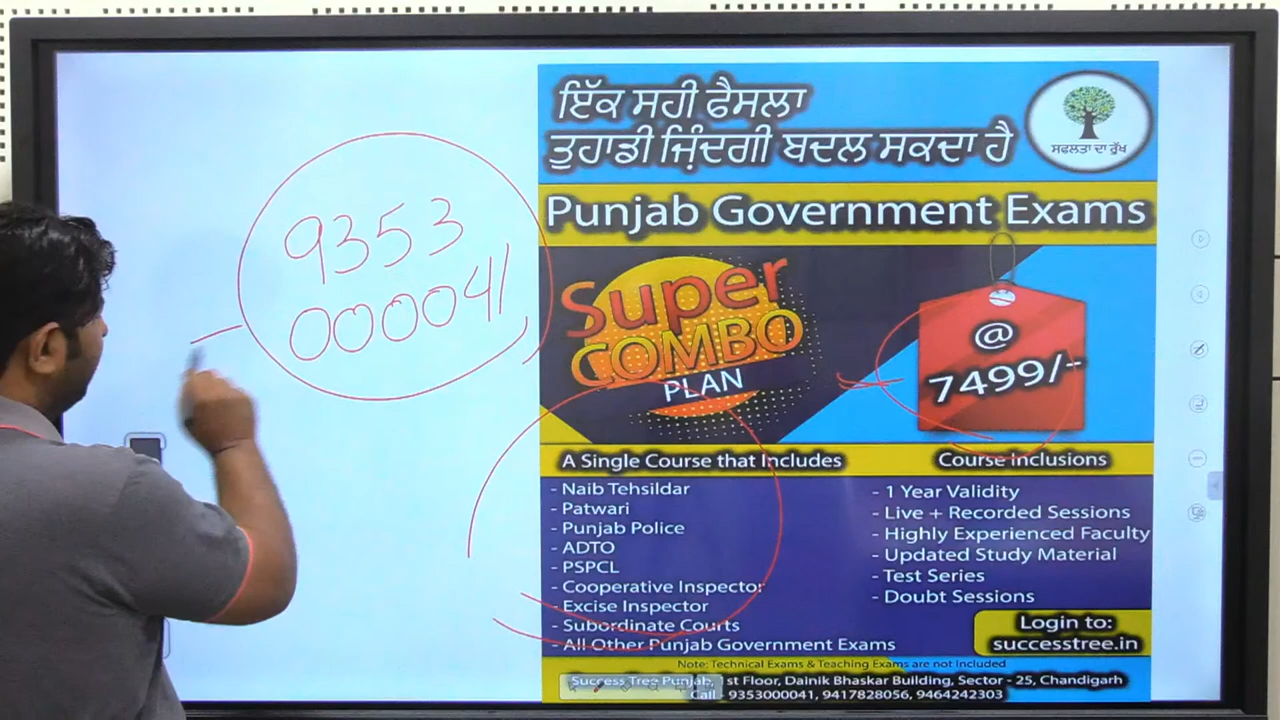 9353
000041
ਇੱਕ ਸਹੀ ਫੈਸਲਾ
ਤੁਹਾਡੀ ਜ਼ਿੰਦਗੀ ਬਦਲ ਸਕਦਾ ਹੈ
ਸਫਲਤਾ ਦਾ ਰੁੱਖ
Punjab Government Exams
Super
COMBO
PLAN
@
7499/-
A Single Course that Includes
- Naib Tehsildar
- Patwari
- Punjab Police
- ADTO
- PSPCL
- Cooperative Inspector
- Excise Inspector
- Subordinate Courts
- All Other Punjab Government Exams
Course Inclusions
- 1 Year Validity
- Live + Recorded Sessions
- Highly Experienced Faculty
- Updated Study Material
- Test Series
- Doubt Sessions
Login to:
successtree.in
Note: Technical Exams & Teaching Exams are not Included
Success Tree Punjab, st Floor, Dainik Bhaskar Building, Sector - 25, Chandigarh
Call - 9353000041, 9417828056, 9464242303